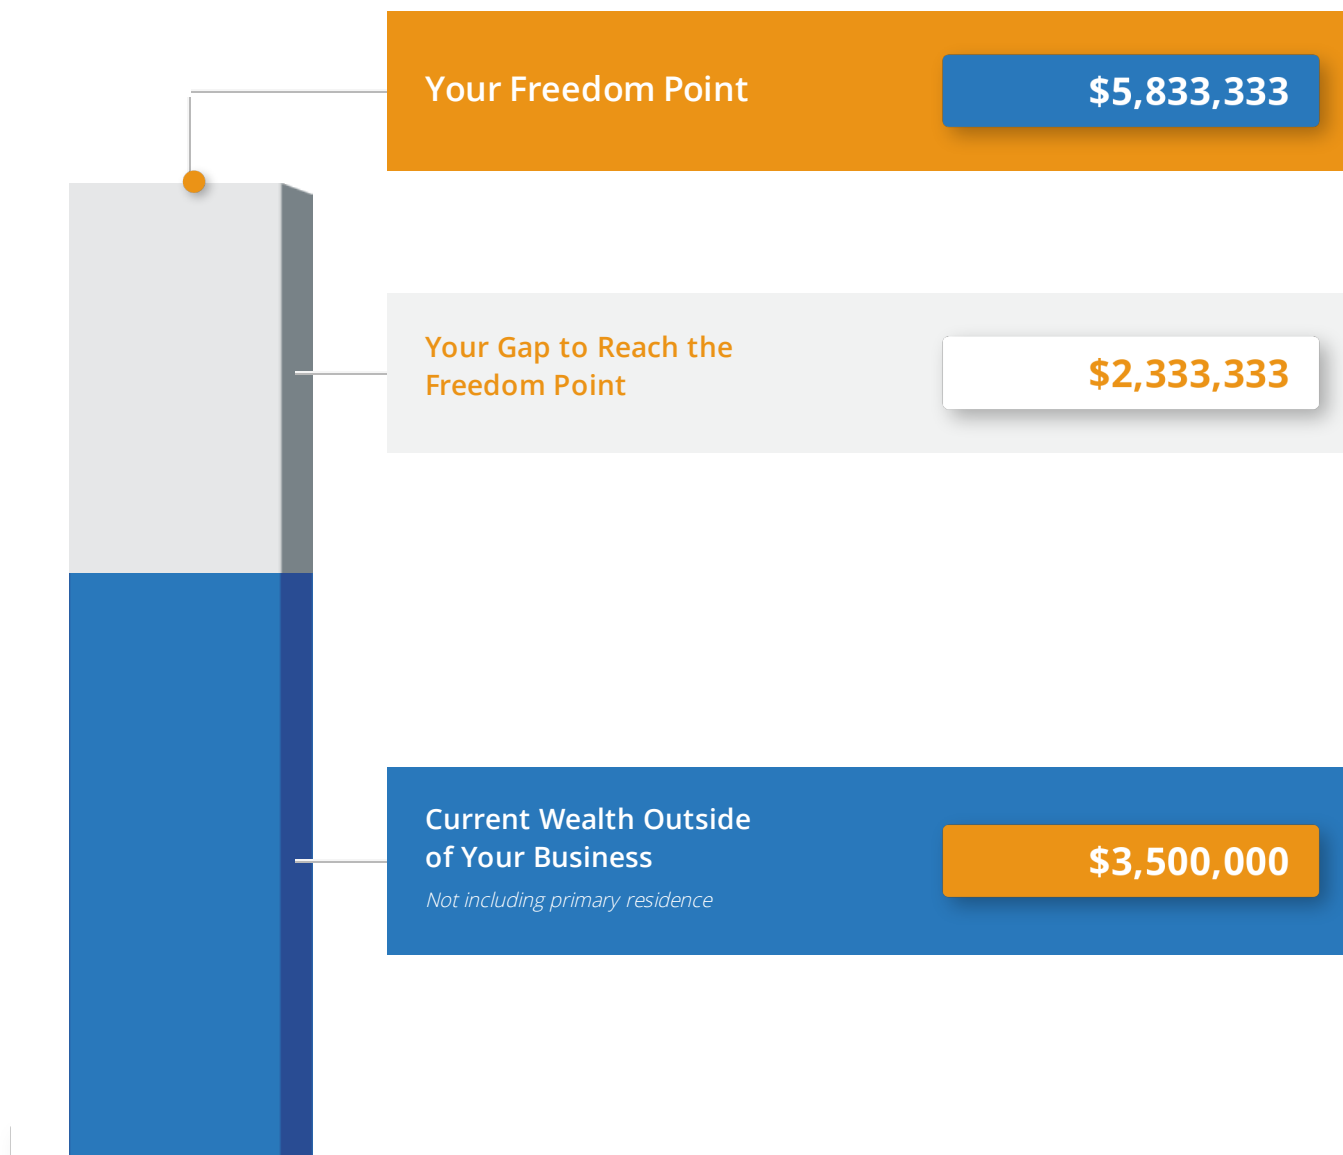 Your Freedom Point
$5,833,333
Your Gap to Reach the
Freedom Point
$2,333,333
Current Wealth Outside
of Your Business
Not including primary residence
$3,500,000